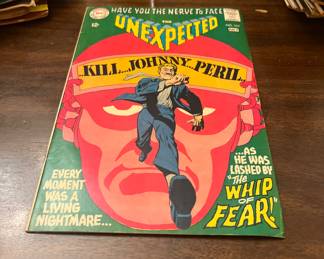 HAVE YOU THE NERVE TO FACE
THE
UNEXPECTED
12¢
KILL...JOHNNY...PERIL
...AS
HE WAS
LASHED BY
"THE
WHIP
OF
FEAR!"
EVERY
MOMENT
WAS A
LIVING
NIGHTMARE...